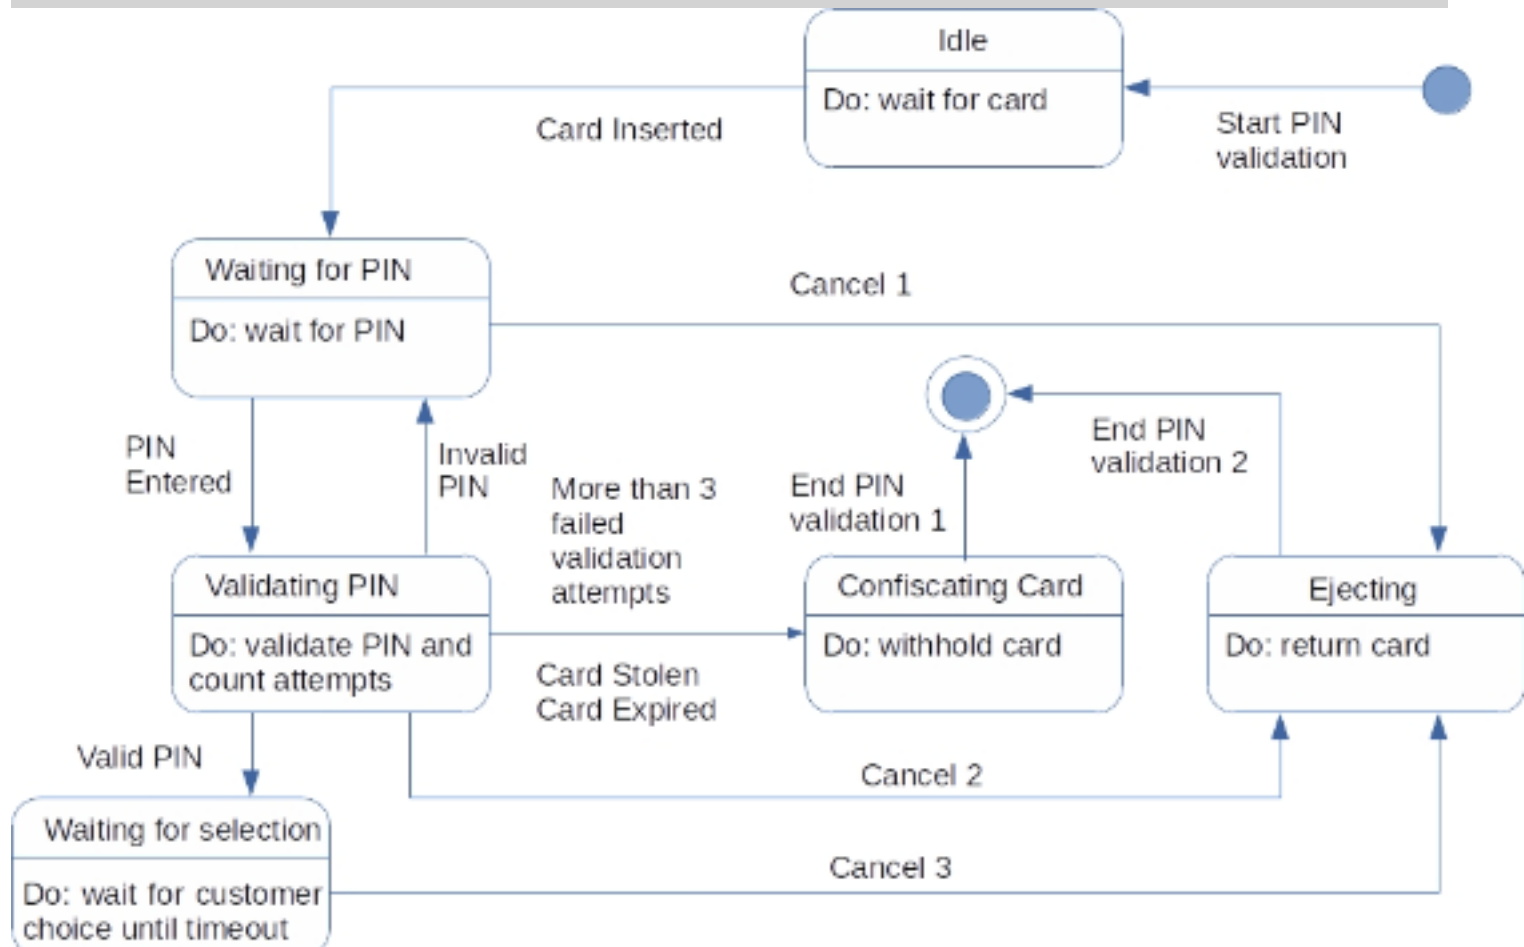 Idle
Do: wait for card
Start PIN
validation
Card Inserted
Waiting for PIN
Do: wait for PIN
Cancel 1
PIN
Entered
Invalid
PIN
More than 3
failed
validation
attempts
End PIN
validation 1
End PIN
validation 2
Validating PIN
Do: validate PIN and
count attempts
Card Stolen
Card Expired
Confiscating Card
Do: withhold card
Ejecting
Do: return card
Valid PIN
Cancel 2
Waiting for selection
Do: wait for customer
choice until timeout
Cancel 3